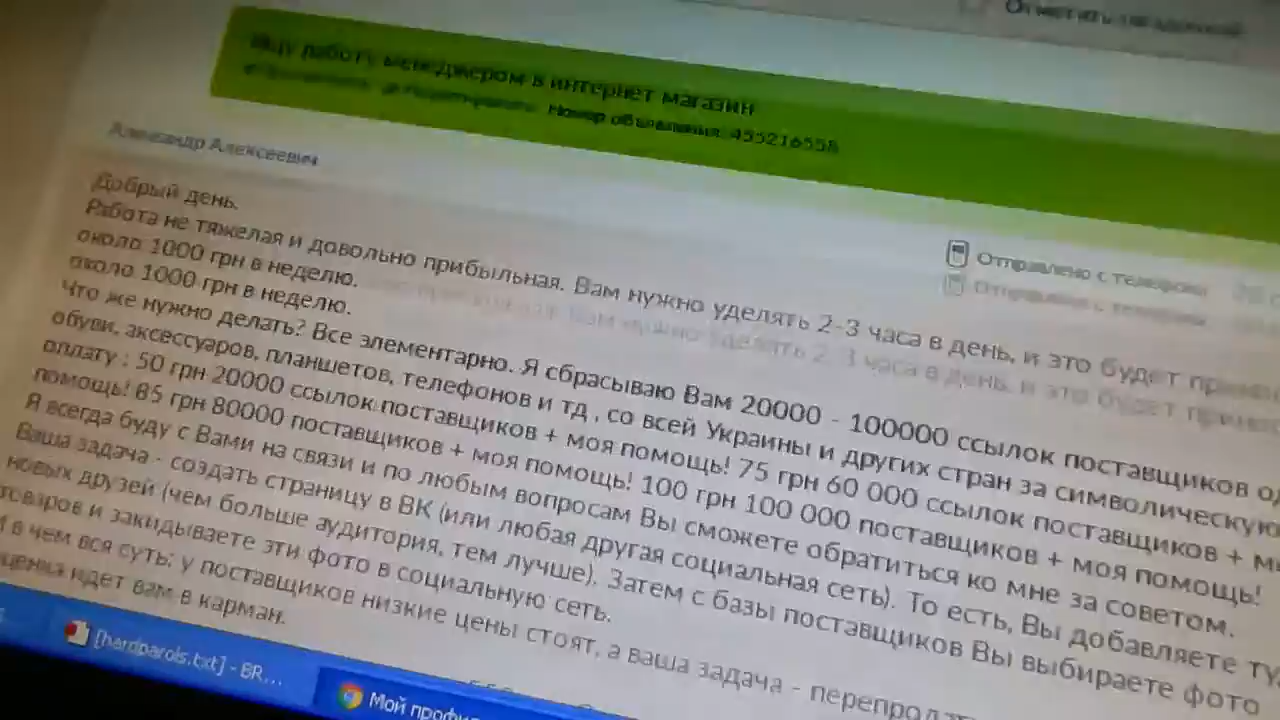 Отметить
Ищу работу менеджером в интернет магазин
Номер объявления: 455216558
Александр Алексеевич
Отправлено с телефона
Отправлено с телефона
Добрый день.
Работа не тяжелая и довольно прибыльная. Вам нужно уделять 2-3 часа в день, и это будет
около 1000 грн в неделю.
около 1000 грн в неделю.
Что же нужно делать? Все элементарно. Я сбрасываю Вам 20000 - 100000 ссылок поставщиков
обуви, аксессуаров, планшетов, телефонов и тд , со всей Украины и других стран за символическую
оплату : 50 грн 20000 ссылок поставщиков + моя помощь! 75 грн 60 000 ссылок поставщиков +
помощь! 85 грн 80000 поставщиков + моя помощь! 100 грн 100 000 поставщиков + моя помощь!
Я всегда буду с Вами на связи и по любым вопросам Вы сможете обратиться ко мне за советом.
Ваша задача - создать страницу в ВК (или любая другая социальная сеть). То есть, Вы добавляете
новых друзей (чем больше аудитория, тем лучше). Затем с базы поставщиков Вы выбираете фото
товаров и закидываете эти фото в социальную сеть.
в чем вся суть; у поставщиков низкие цены стоят, а ваша задача -
идет вам в карман.
[hardparols.txt] - BR...
Мой